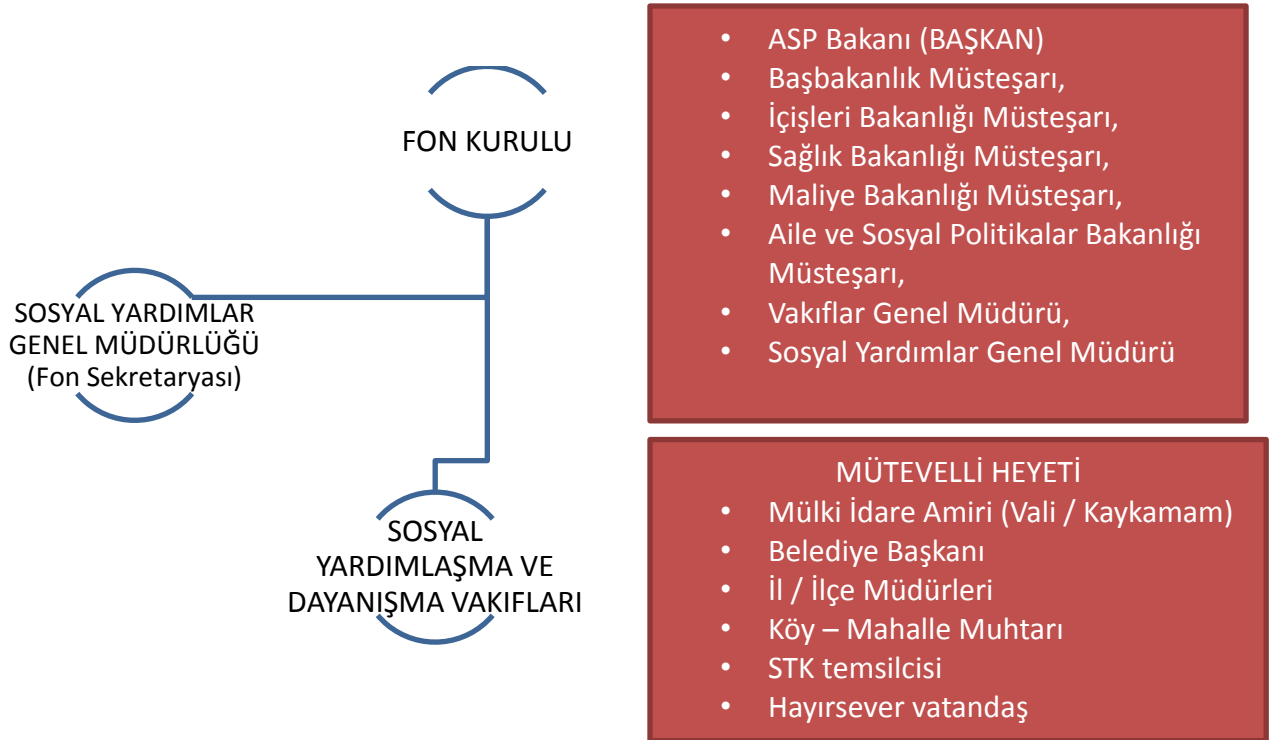 FON KURULU
SOSYAL YARDIMLAR
GENEL MÜDÜRLÜĞÜ
(Fon Sekretaryası)
SOSYAL
YARDIMLAŞMA VE
DAYANIŞMA VAKIFLARI
• ASP Bakanı (BAŞKAN)
• Başbakanlık Müsteşarı,
• İçişleri Bakanlığı Müsteşarı,
• Sağlık Bakanlığı Müsteşarı,
• Maliye Bakanlığı Müsteşarı,
• Aile ve Sosyal Politikalar Bakanlığı
Müsteşarı,
• Vakıflar Genel Müdürü,
• Sosyal Yardımlar Genel Müdürü
MÜTEVELLİ HEYETİ
• Mülki İdare Amiri (Vali / Kaykamam)
• Belediye Başkanı
• İl / İlçe Müdürleri
• Köy – Mahalle Muhtarı
• STK temsilcisi
• Hayırsever vatandaş